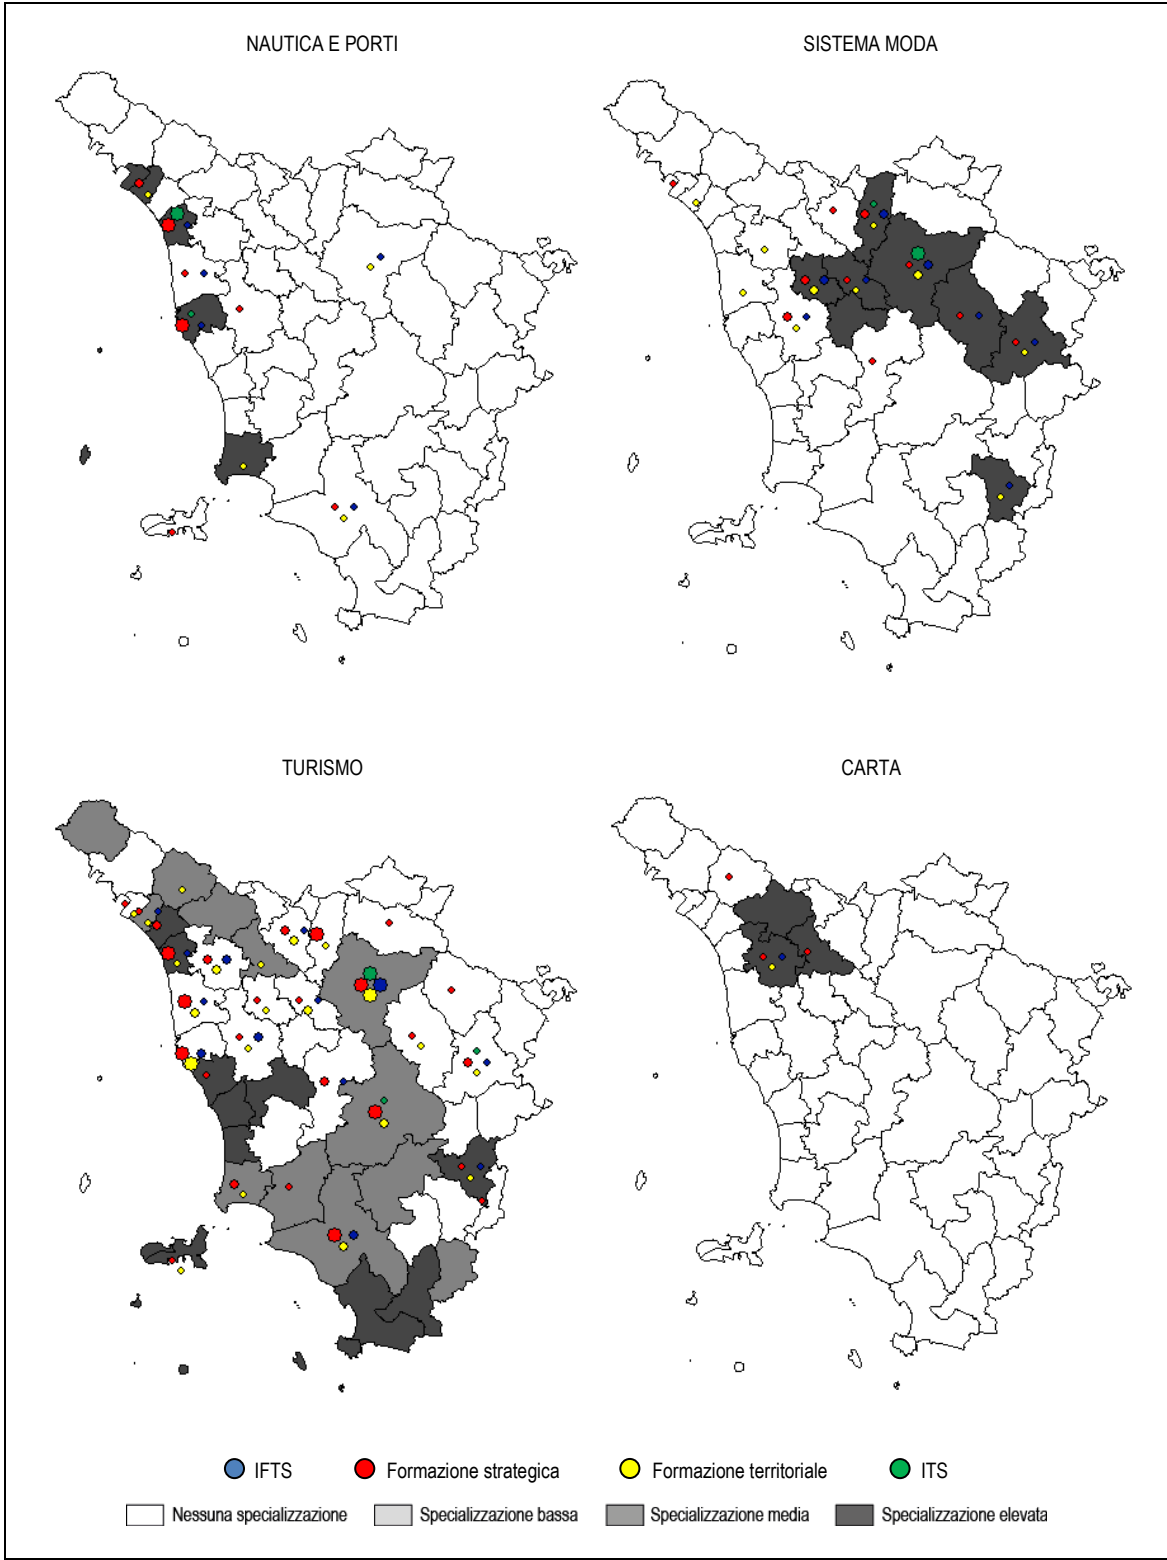 NAUTICA E PORTI
SISTEMA MODA
TURISMO
CARTA
IFTS
Formazione strategica
Formazione territoriale
ITS
Nessuna specializzazione
Specializzazione bassa
Specializzazione media
Specializzazione elevata